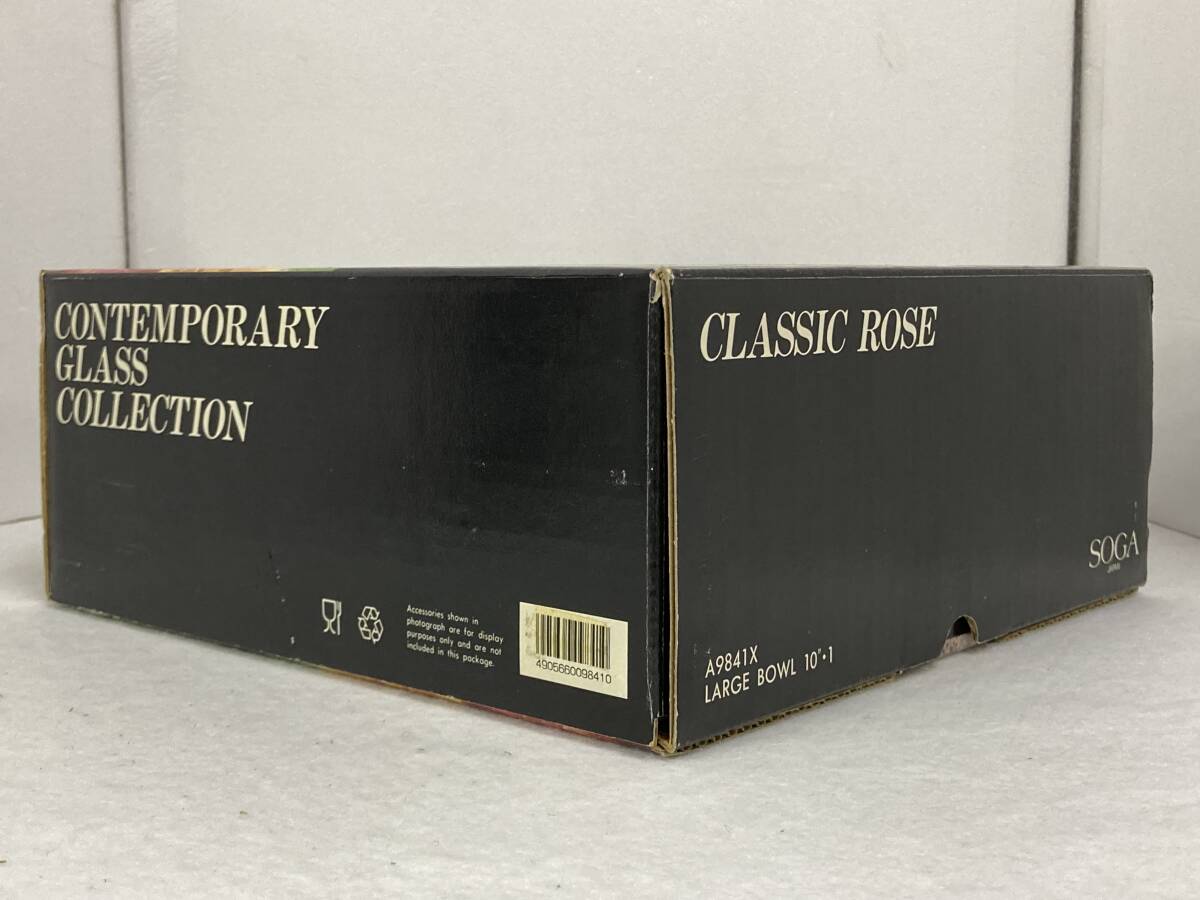 CONTEMPORARY
GLASS
COLLECTION
Accessories shown in
photograph are for display
purposes only and are not
included in this package.
4905660098410
CLASSIC ROSE
SOGA
JAPAN
A9841X
LARGE BOWL 10"·1